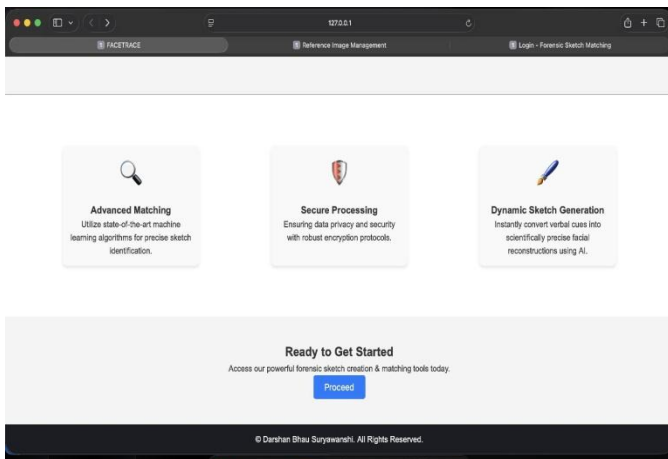 127.0.0.1
FACETRACE
Reference Image Management
Login - Forensic Sketch Matching
Advanced Matching
Utilize state-of-the-art machine
learning algorithms for precise sketch
identification.
Secure Processing
Ensuring data privacy and security
with robust encryption protocols.
Dynamic Sketch Generation
Instantly convert verbal cues into
scientifically precise facial
reconstructions using AI.
Ready to Get Started
Access our powerful forensic sketch creation & matching tools today.
Proceed
© Darshan Bhau Suryawanshi. All Rights Reserved.